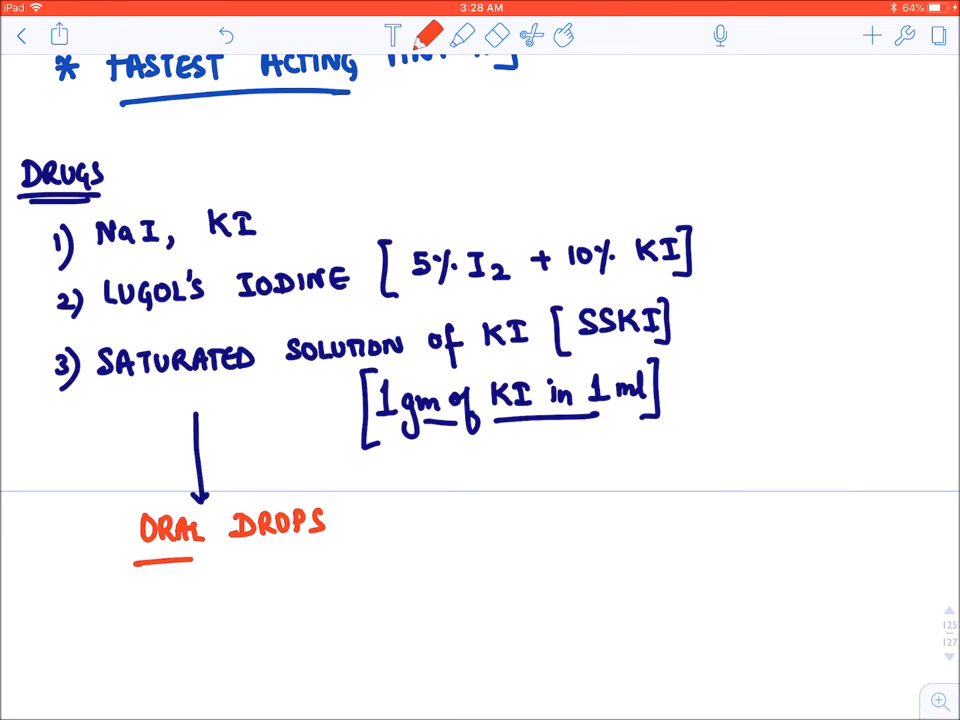 iPad 3:28 AM 64%
T
* FASTEST ACTING
DRUGS
1) NaI, KI
2) LUGOL'S IODINE [5% I2 + 10% KI]
3) SATURATED SOLUTION of KI [SSKI]
[1 gm of KI in 1 ml]
ORAL DROPS
125
127